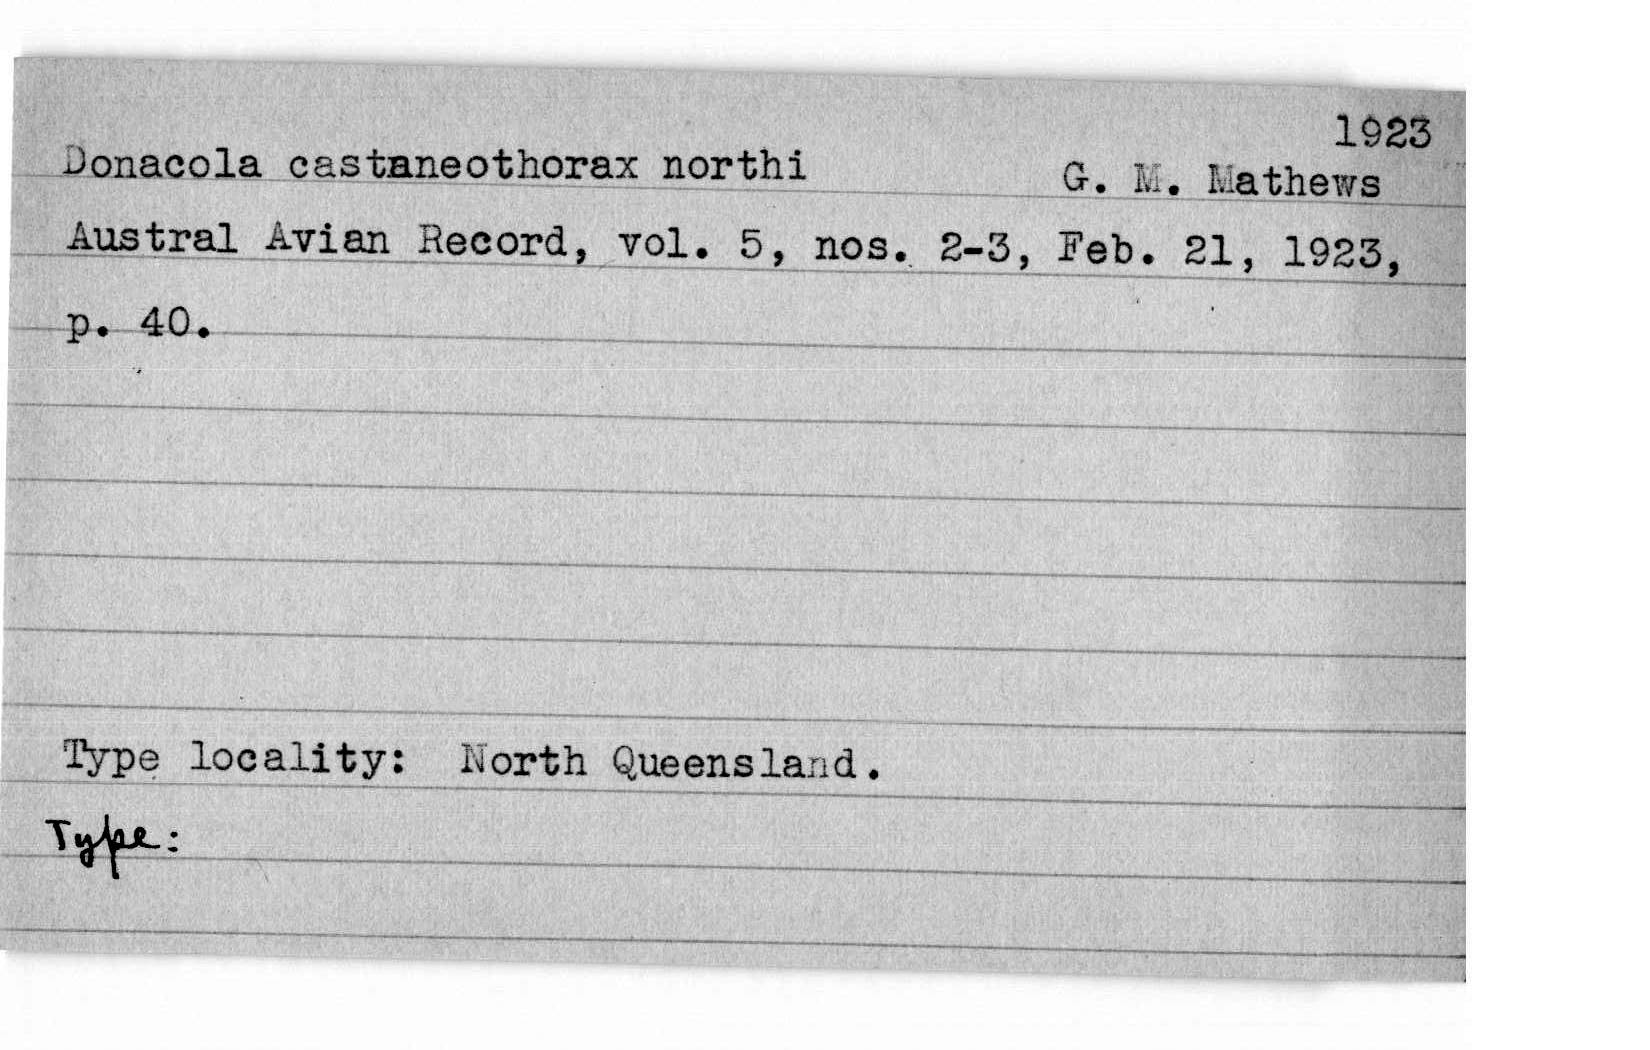 1923
Donacola castaneothorax northi G. M. Mathews
Austral Avian Record, vol. 5, nos. 2-3, Feb. 21, 1923,
p. 40.
Type locality: North Queensland.
Type: